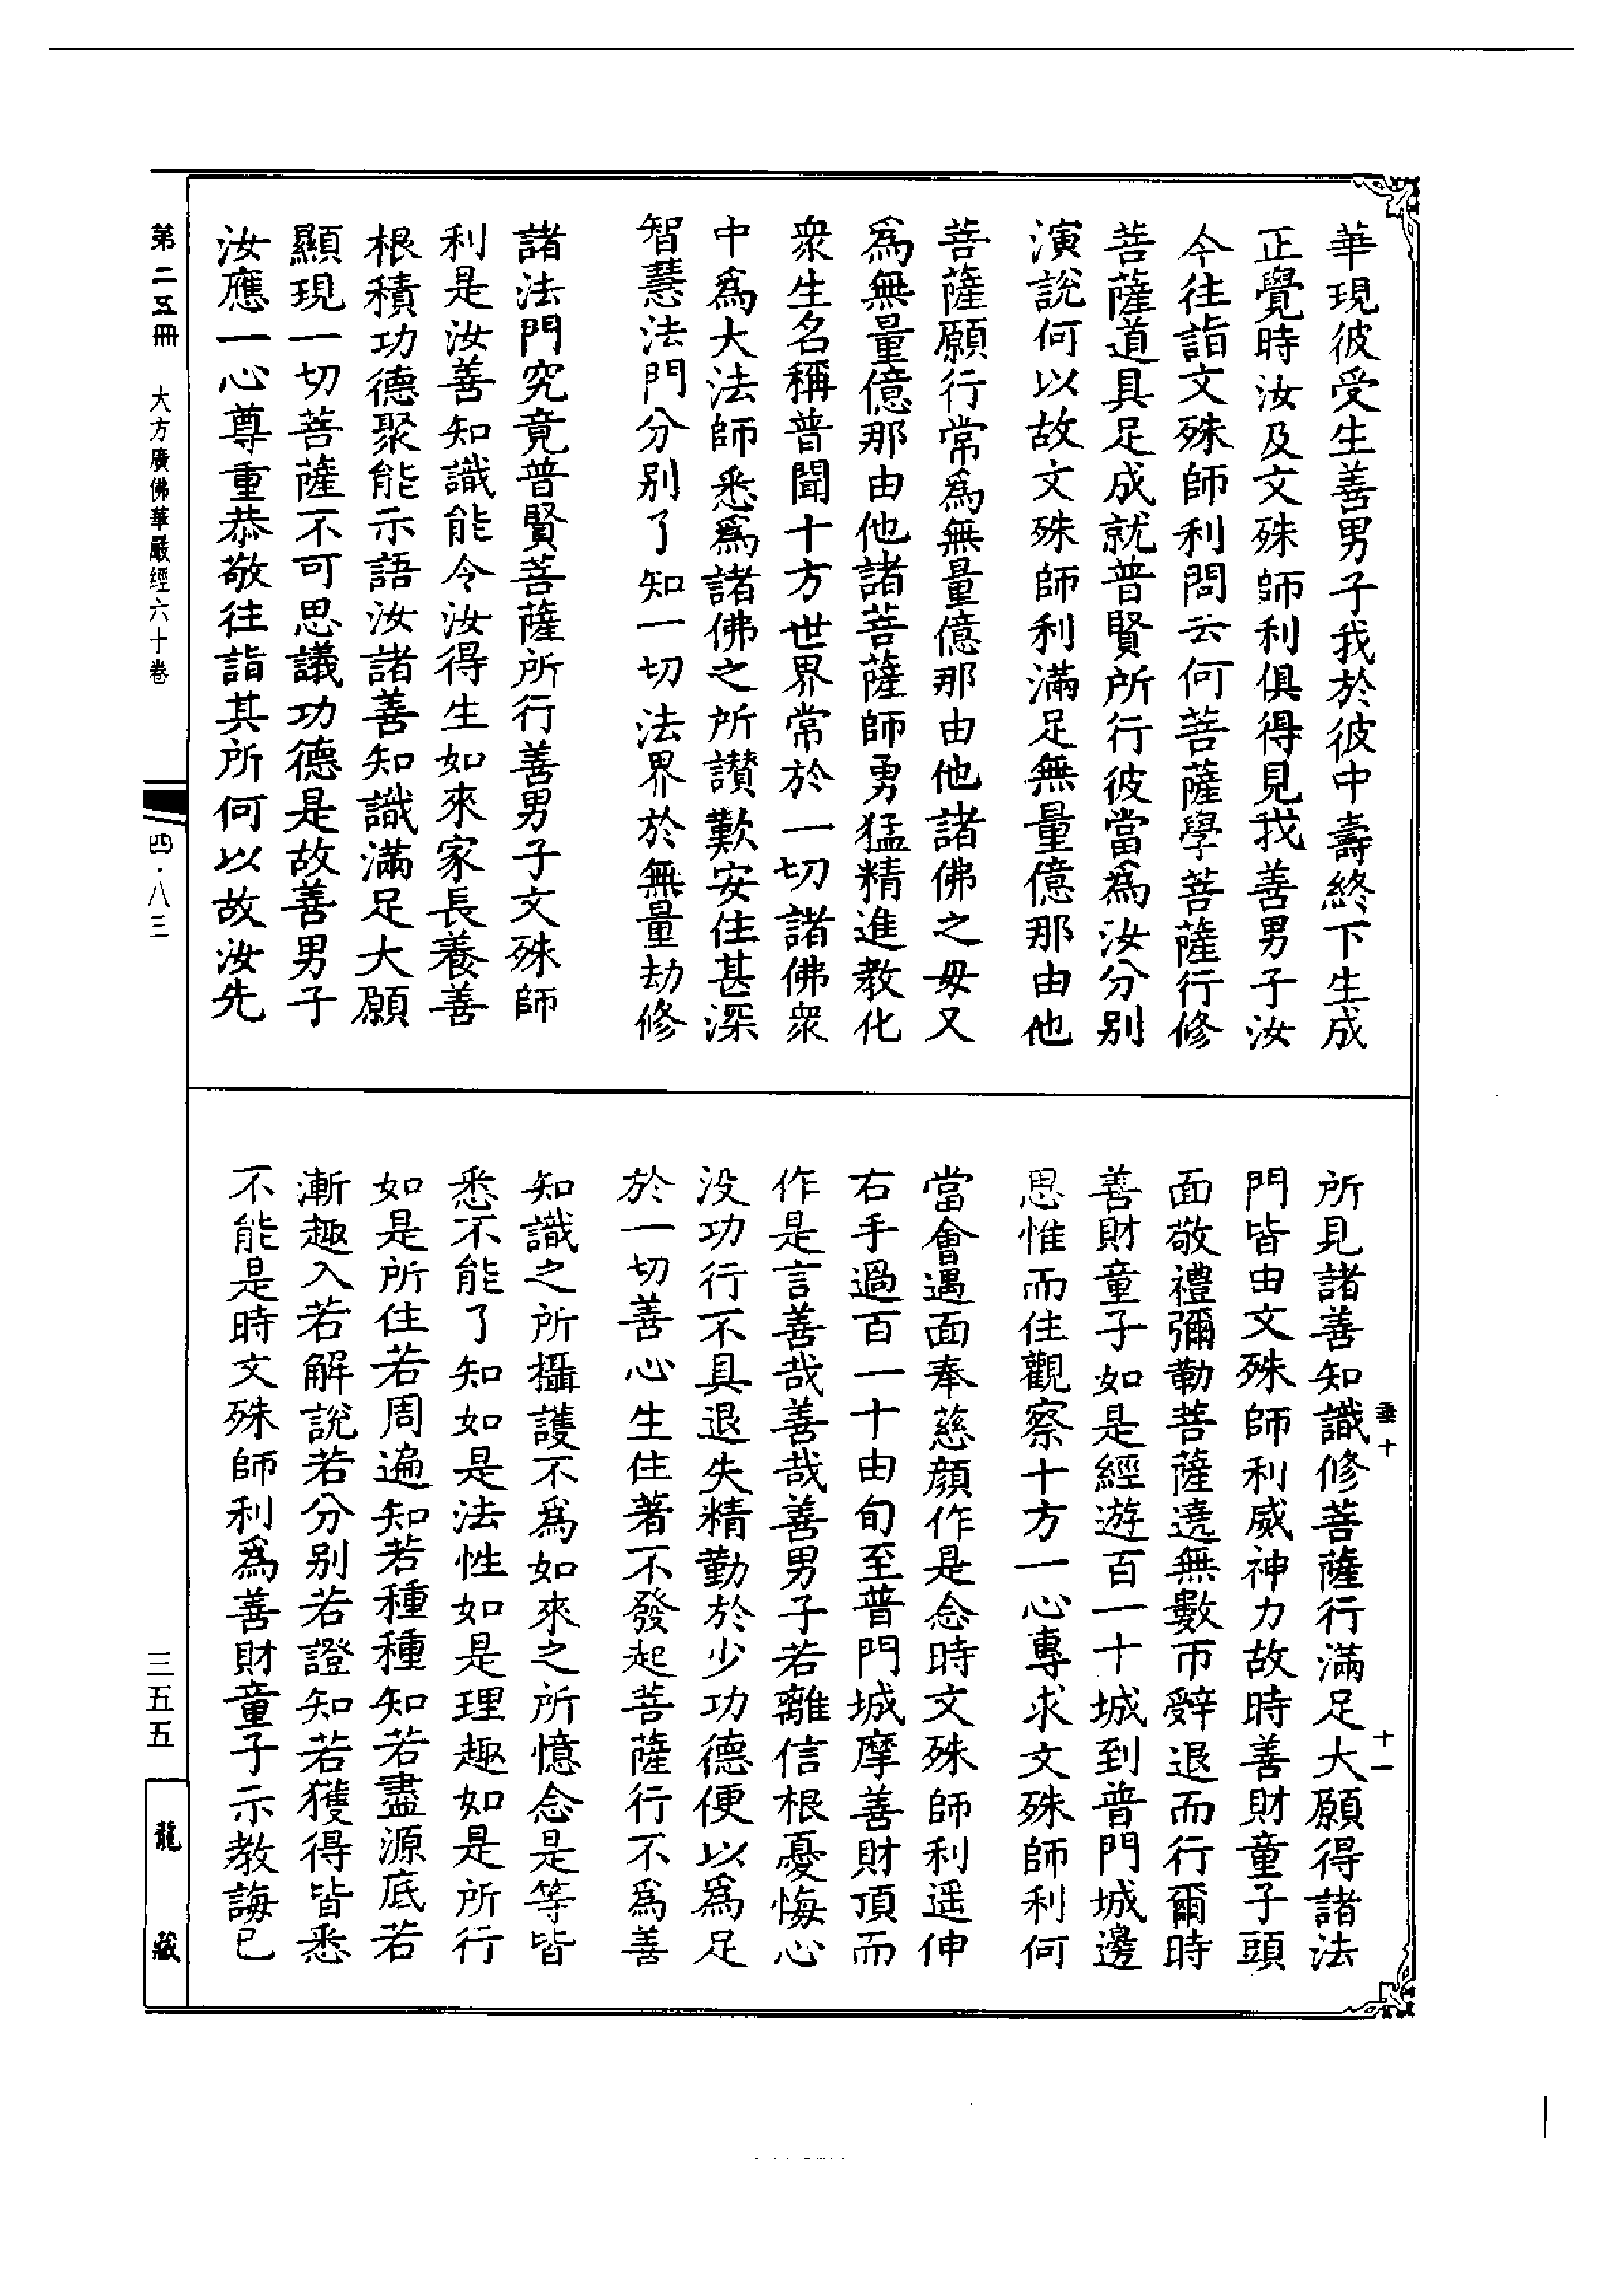 華現彼受生善男子我於彼中壽終下生成
正覺時汝及文殊師利俱得見我善男子汝
今往詣文殊師利問云何菩薩學菩薩行修
菩薩道具足成就普賢所行彼當爲汝分别
演說何以故文殊師利滿足無量億那由他
菩薩願行常爲無量億那由他諸佛之毋又
爲無量億那由他諸菩薩師勇猛精進教化
衆生名稱普聞十方世界常於一切諸佛衆
中爲大法師悉爲諸佛之所讃歎安住甚深
智慧法門分别了知一切法界於無量劫修
諸法門究竟普賢菩薩所行善男子文殊師
利是汝善知識能令汝得生如來家長養善
根積功德聚能示語汝諸善知識滿足大願
顯現一切菩薩不可思議功德是故善男子
汝應一心尊重恭敬往詣其所何以故汝先
所見諸善知識修菩薩行滿足大願得諸法
門皆由文殊師利威神力故時善財童子頭
面敬禮彌勒菩薩遶無數帀辭退而行爾時
善財童子如是經遊百一十城到普門城邊
思惟而住觀察十方一心專求文殊師利何
當會遇面奉慈顔作是念時文殊師利遥伸
右手過百一十由旬至普門城摩善財頂而
作是言善哉善哉善男子若離信根憂悔心
没功行不具退失精勤於少功德便以爲足
於一切善心生住著不發起菩薩行不爲善
知識之所攝護不爲如來之所憶念是等皆
悉不能了知如是法性如是理趣如是所行
如是所住若周遍知若種種知若盡源底若
漸趣入若解說若分别若證知若獲得皆悉
不能是時文殊師利爲善財童子示教誨已
垂十
十一
第二五冊
大方廣佛華嚴經六十卷
四·八三
三五五
龍藏